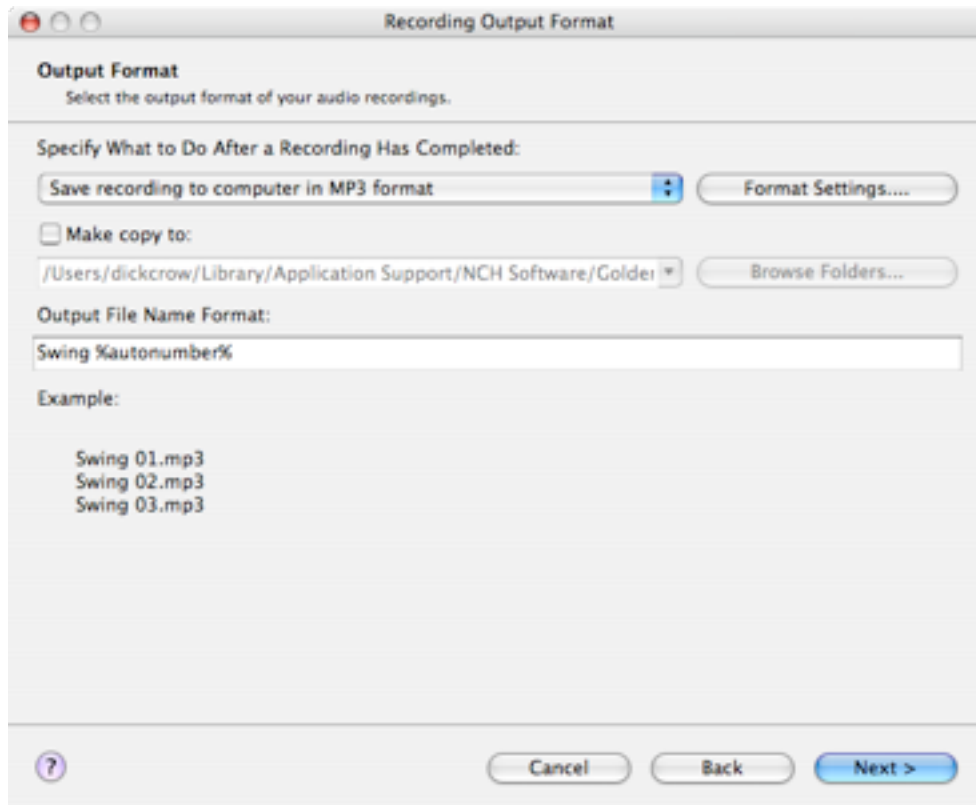 Recording Output Format
Output Format
Select the output format of your audio recordings.
Specify What to Do After a Recording Has Completed:
Save recording to computer in MP3 format
Format Settings....
Make copy to:
/Users/dickcrow/Library/Application Support/NCH Software/Golder
Browse Folders...
Output File Name Format:
Swing %autonumber%
Example:
Swing 01.mp3
Swing 02.mp3
Swing 03.mp3
?
Cancel
Back
Next >